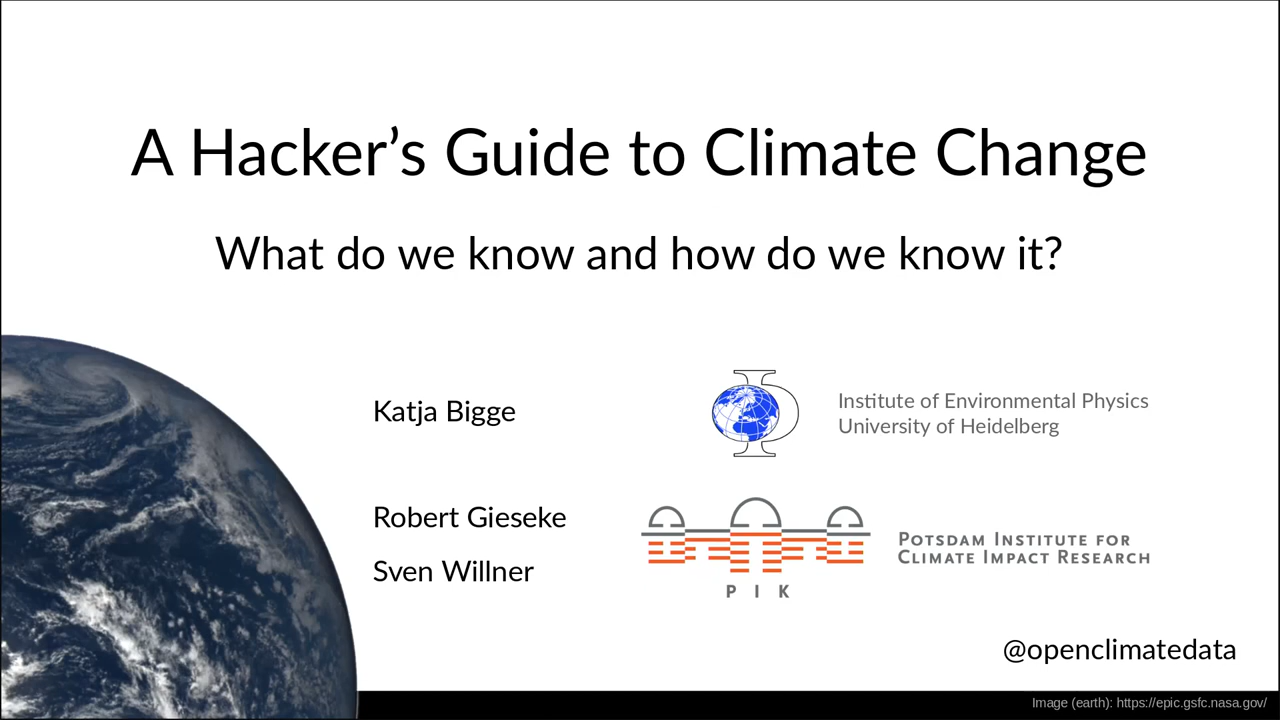 A Hacker’s Guide to Climate Change
What do we know and how do we know it?
Katja Bigge
Institute of Environmental Physics
University of Heidelberg
Robert Gieseke
Sven Willner
POTSDAM INSTITUTE FOR
CLIMATE IMPACT RESEARCH
P I K
@openclimatedata
Image (earth): https://epic.gsfc.nasa.gov/